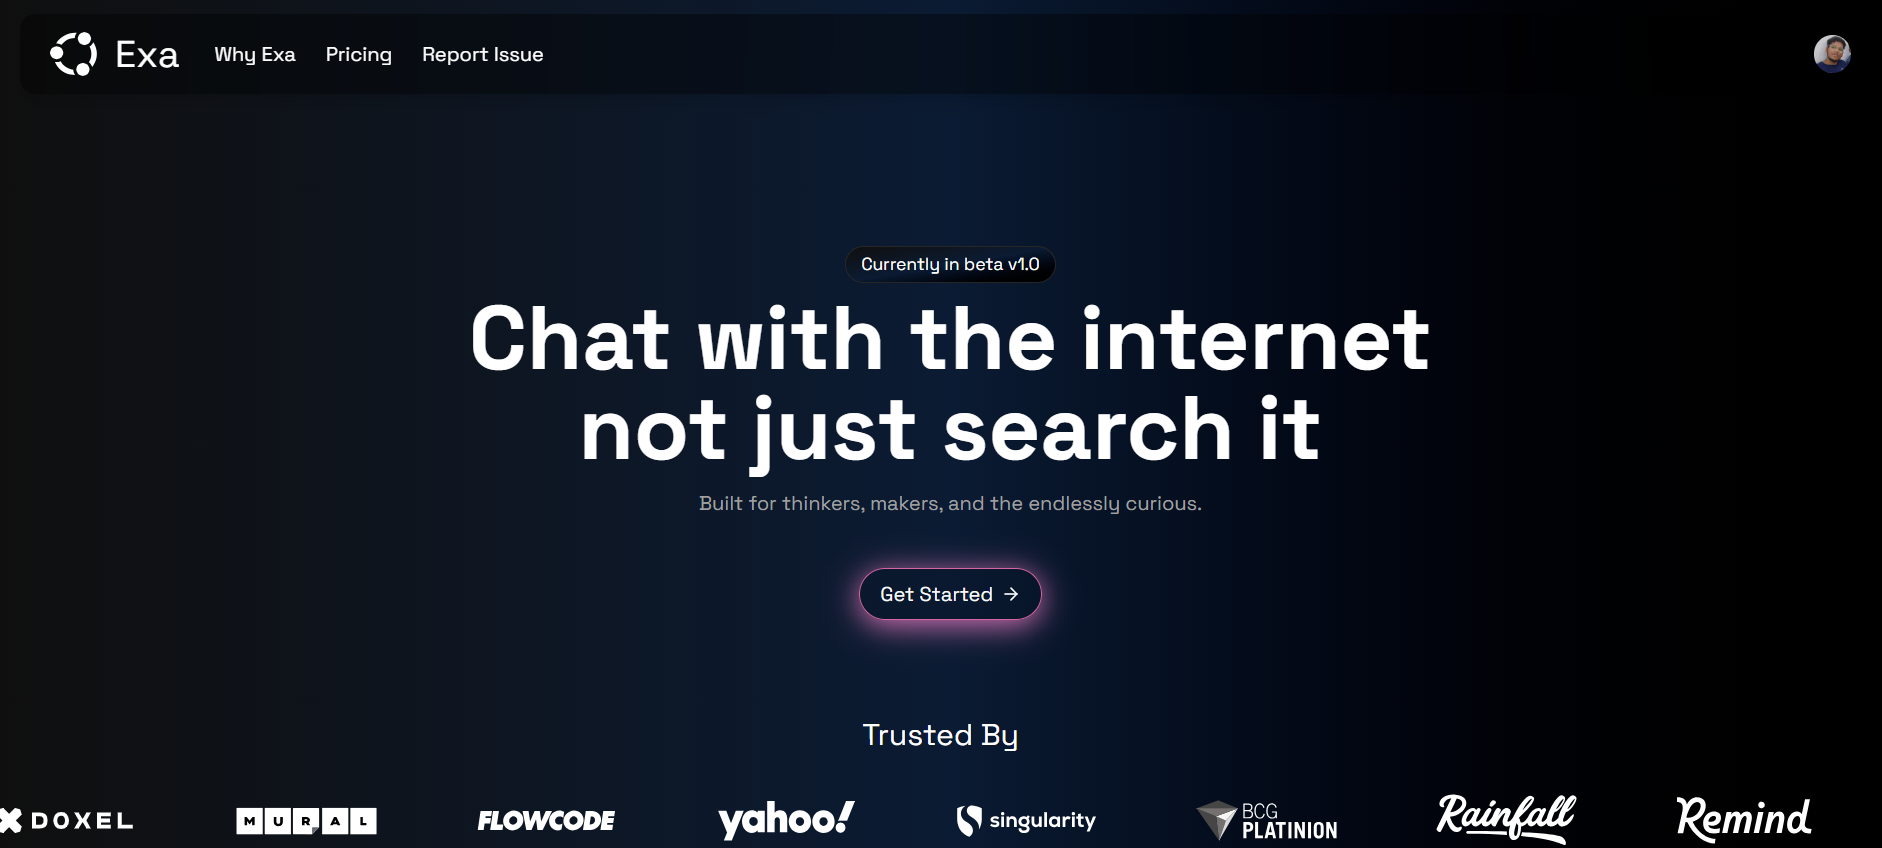 Exa
Why Exa
Pricing
Report Issue
Currently in beta v1.0
Chat with the internet
not just search it
Built for thinkers, makers, and the endlessly curious.
Get Started →
Trusted By
DOXEL
MURAL
FLOWCODE
yahoo!
singularity
BCG
PLATINION
Rainfall
Remind